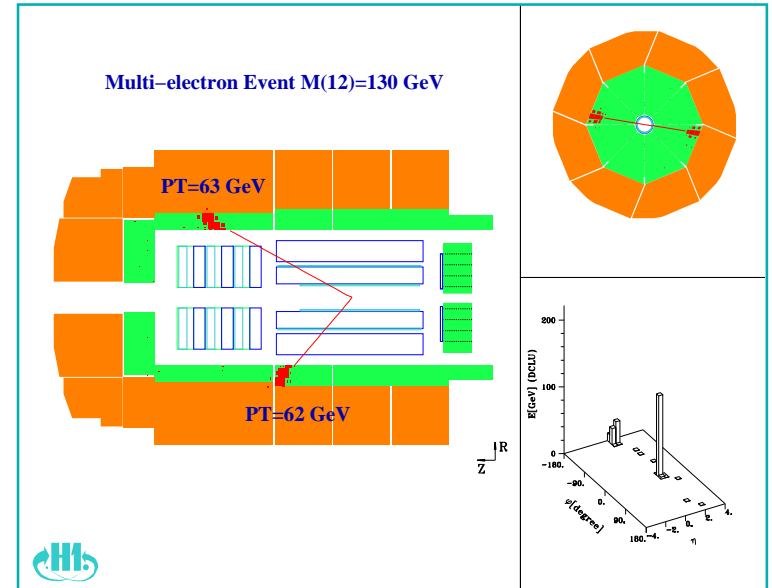 Multi−electron Event M(12)=130 GeV
PT=63 GeV
PT=62 GeV
R
Z
H1
E[GeV] (DCLU)
200
100
0
-180.
-90.
0.
90.
180.
φ[degree]
-4.
-2.
0.
2.
4.
η